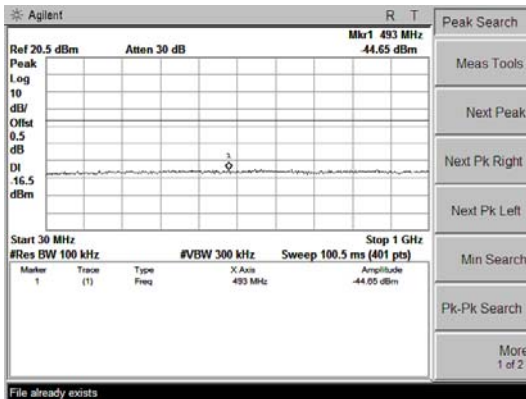 Agilent R T
Mkr1 493 MHz
Ref 20.5 dBm Atten 30 dB -44.65 dBm
Peak
Log
10
dB/
Offst
0.5
dB
DI
-16.5
dBm
1
Start 30 MHz Stop 1 GHz
#Res BW 100 kHz #VBW 300 kHz Sweep 100.5 ms (401 pts)
Marker Trace Type X Axis Amplitude
1 (1) Freq 493 MHz -44.65 dBm
File already exists
Peak Search
Meas Tools
Next Peak
Next Pk Right
Next Pk Left
Min Search
Pk-Pk Search
More
1 of 2